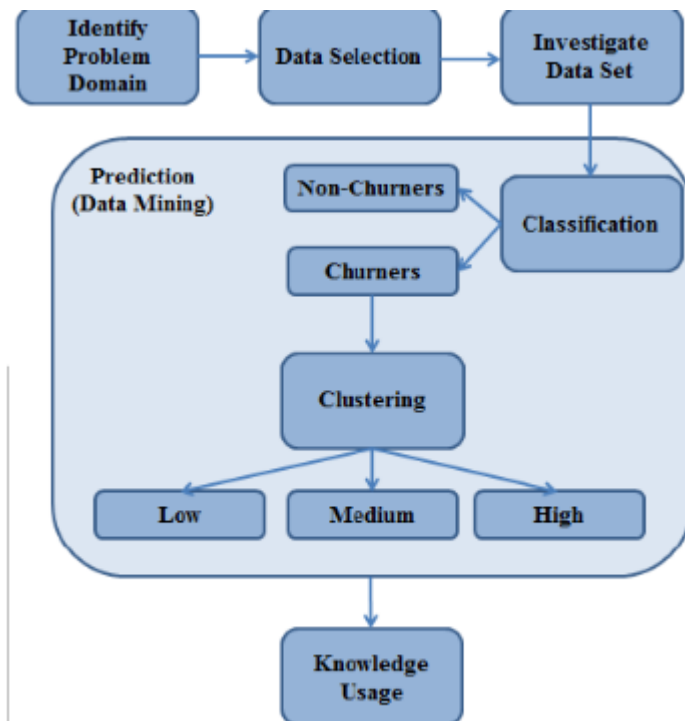 Identify
Problem
Domain
Data Selection
Investigate
Data Set
Prediction
(Data Mining)
Non-Churners
Classification
Churners
Clustering
Low
Medium
High
Knowledge
Usage